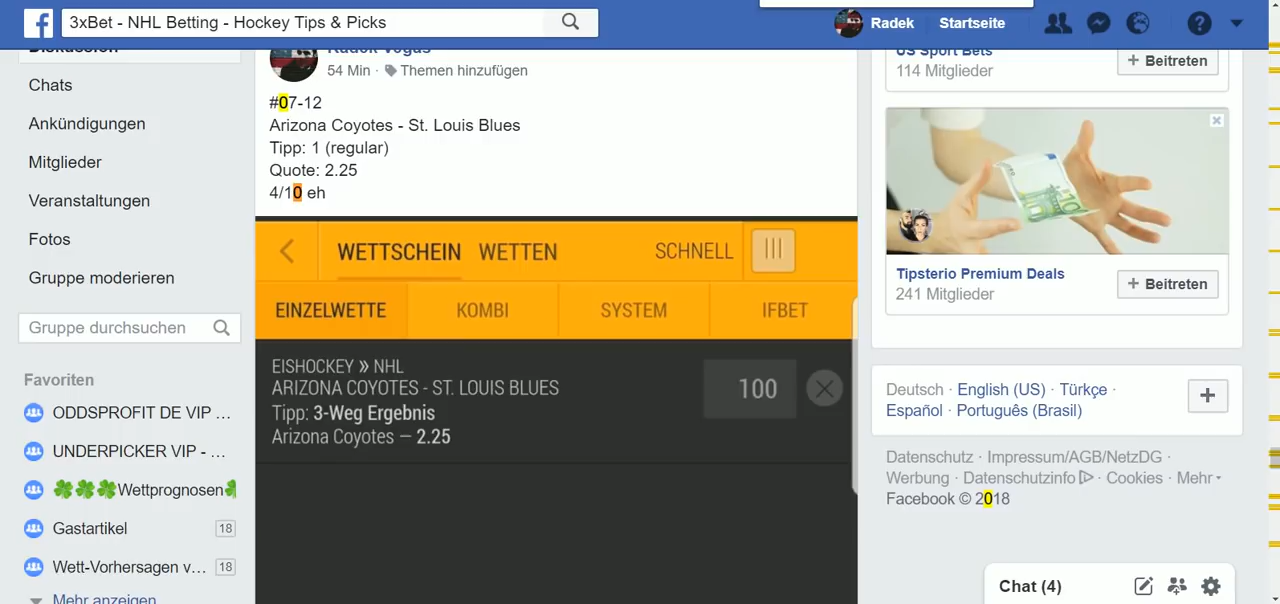 3xBet - NHL Betting - Hockey Tips & Picks
Radek
Startseite
Diskussion
Chats
Ankündigungen
Mitglieder
Veranstaltungen
Fotos
Gruppe moderieren
Gruppe durchsuchen
Favoriten
ODDSPROFIT DE VIP ...
UNDERPICKER VIP - ...
Wettprognosen
Gastartikel 18
Wett-Vorhersagen v... 18
Mehr anzeigen
Radek Vegas
54 Min · Themen hinzufügen
#07-12
Arizona Coyotes - St. Louis Blues
Tipp: 1 (regular)
Quote: 2.25
4/10 eh
WETTSCHEIN WETTEN SCHNELL
EINZELWETTE KOMBI SYSTEM IFBET
EISHOCKEY » NHL
ARIZONA COYOTES - ST. LOUIS BLUES
Tipp: 3-Weg Ergebnis
Arizona Coyotes – 2.25
100
US Sport Bets
114 Mitglieder
+ Beitreten
Tipsterio Premium Deals
241 Mitglieder
+ Beitreten
Deutsch · English (US) · Türkçe ·
Español · Português (Brasil)
Datenschutz · Impressum/AGB/NetzDG ·
Werbung · Datenschutzinfo · Cookies · Mehr
Facebook © 2018
Chat (4)